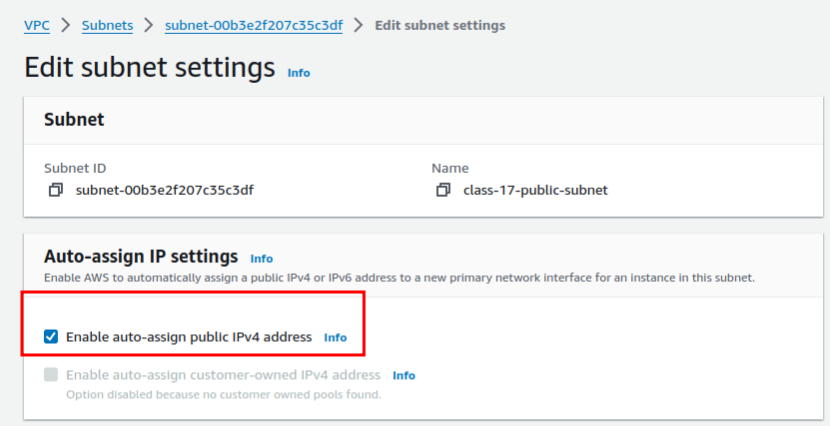 VPC > Subnets > subnet-00b3e2f207c35c3df > Edit subnet settings
Edit subnet settings Info
Subnet
Subnet ID Name
subnet-00b3e2f207c35c3df class-17-public-subnet
Auto-assign IP settings Info
Enable AWS to automatically assign a public IPv4 or IPv6 address to a new primary network interface for an instance in this subnet.
Enable auto-assign public IPv4 address Info
Enable auto-assign customer-owned IPv4 address Info
Option disabled because no customer owned pools found.